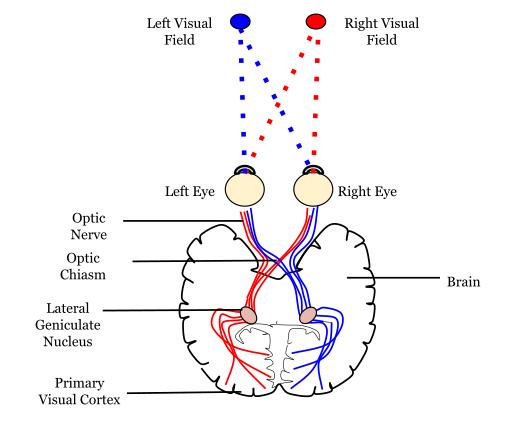 Left Visual
Field
Right Visual
Field
Left Eye
Right Eye
Optic
Nerve
Optic
Chiasm
Brain
Lateral
Geniculate
Nucleus
Primary
Visual Cortex